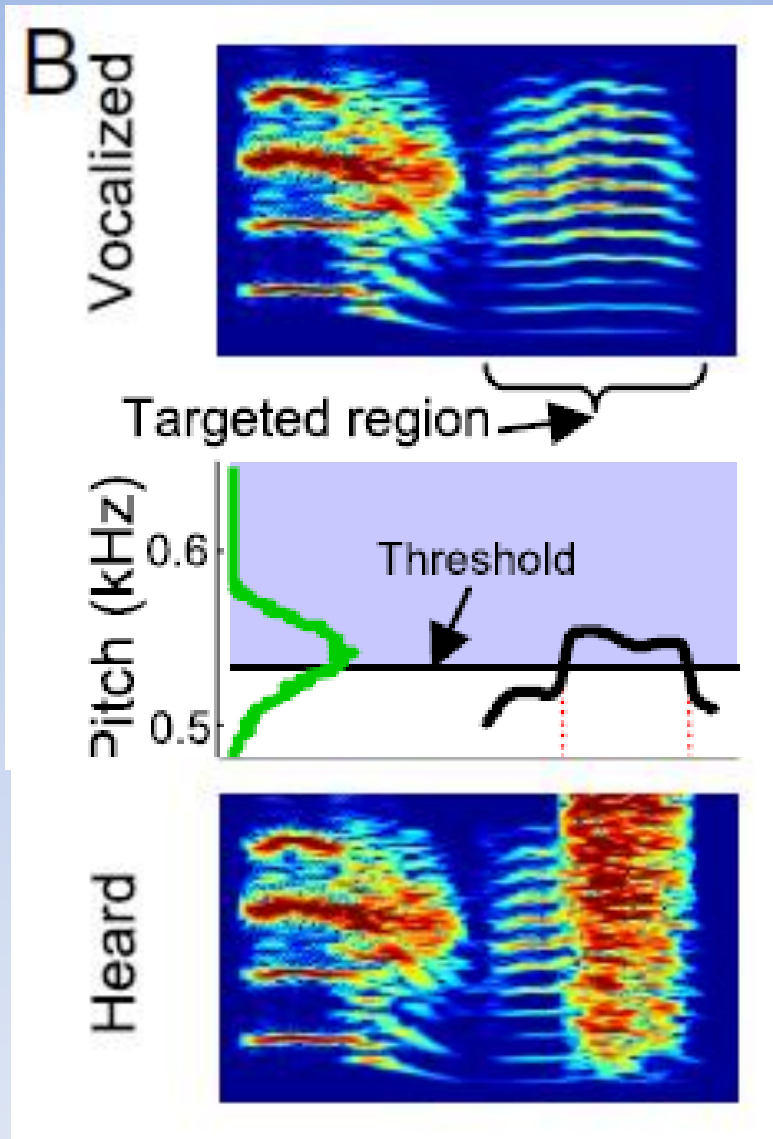 B
Vocalized
Targeted region
Pitch (kHz)
0.6
Threshold
0.5
Heard